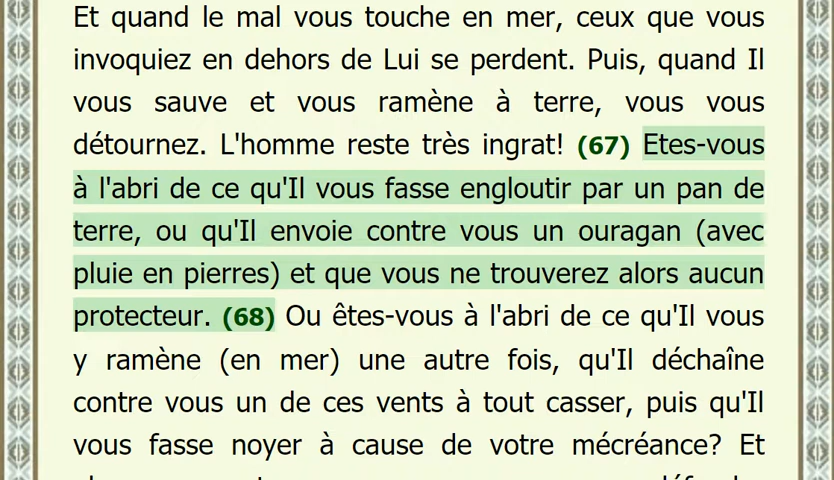 Et quand le mal vous touche en mer, ceux que vous
invoquiez en dehors de Lui se perdent. Puis, quand Il
vous sauve et vous ramène à terre, vous vous
détournez. L'homme reste très ingrat! (67) Etes-vous
à l'abri de ce qu'Il vous fasse engloutir par un pan de
terre, ou qu'Il envoie contre vous un ouragan (avec
pluie en pierres) et que vous ne trouverez alors aucun
protecteur. (68) Ou êtes-vous à l'abri de ce qu'Il vous
y ramène (en mer) une autre fois, qu'Il déchaîne
contre vous un de ces vents à tout casser, puis qu'Il
vous fasse noyer à cause de votre mécréance? Et